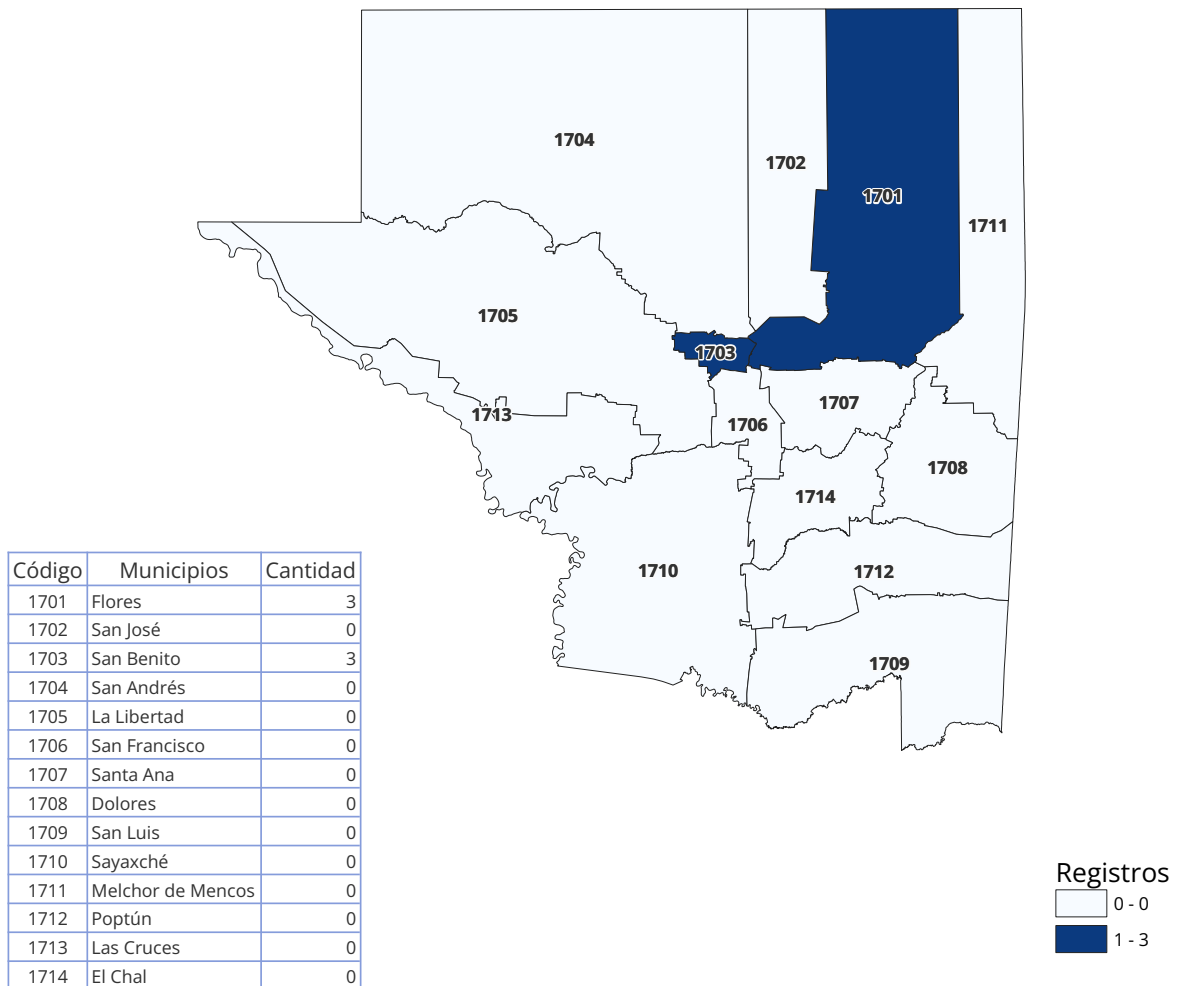 1704
1702
1701
1711
1705
1703
1707
1713
1706
1708
1714
1710
1712
1709
Código Municipios Cantidad
1701 Flores 3
1702 San José 0
1703 San Benito 3
1704 San Andrés 0
1705 La Libertad 0
1706 San Francisco 0
1707 Santa Ana 0
1708 Dolores 0
1709 San Luis 0
1710 Sayaxché 0
1711 Melchor de Mencos 0
1712 Poptún 0
1713 Las Cruces 0
1714 El Chal 0
Registros
0 - 0
1 - 3